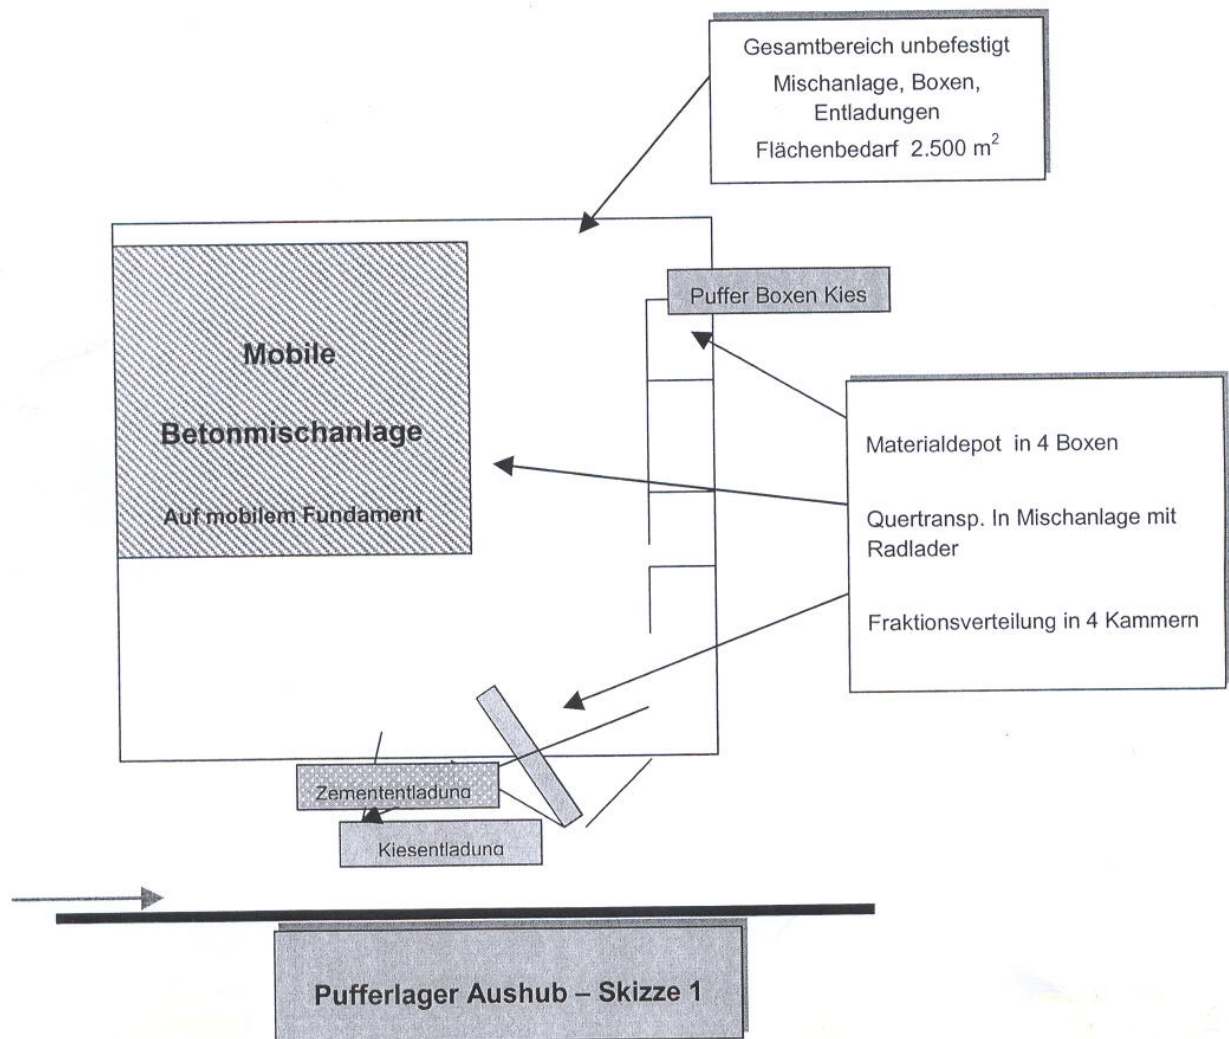 Gesamtbereich unbefestigt
Mischanlage, Boxen,
Entladungen
Flächenbedarf 2.500 m²
Puffer Boxen Kies
Mobile
Betonmischanlage
Auf mobilem Fundament
Materialdepot in 4 Boxen
Quertransp. In Mischanlage mit
Radlader
Fraktionsverteilung in 4 Kammern
Zemententladung
Kiesentladung
Pufferlager Aushub – Skizze 1